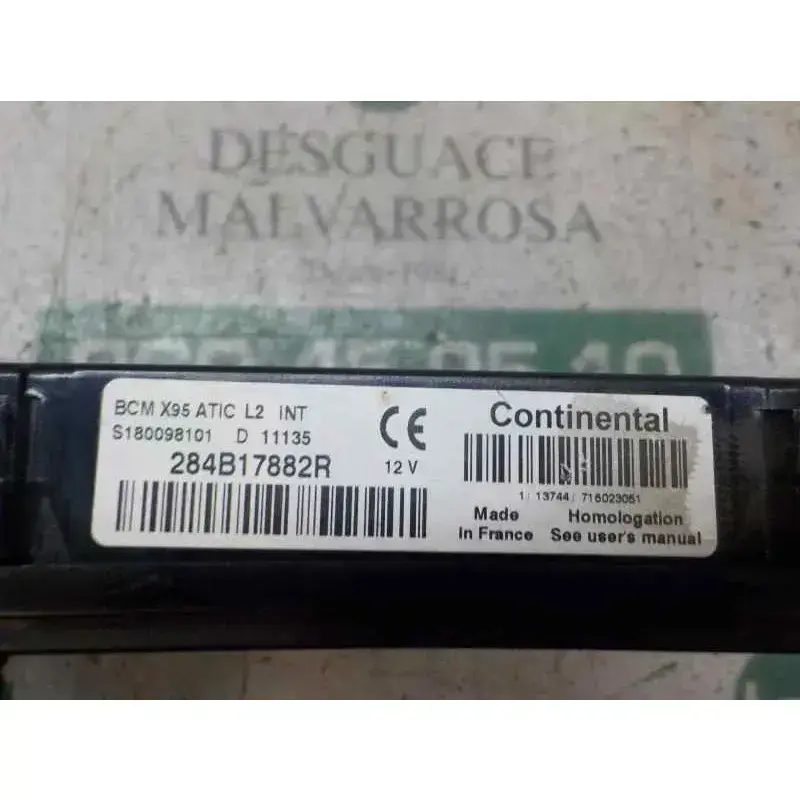 DESGUACE
MALVARROSA
BCM X95 ATIC L2 INT
S180098101 D 11135
284B17882R
CE
12 V
Continental
1 13744 716023051
Made
in France
Homologation
See user's manual